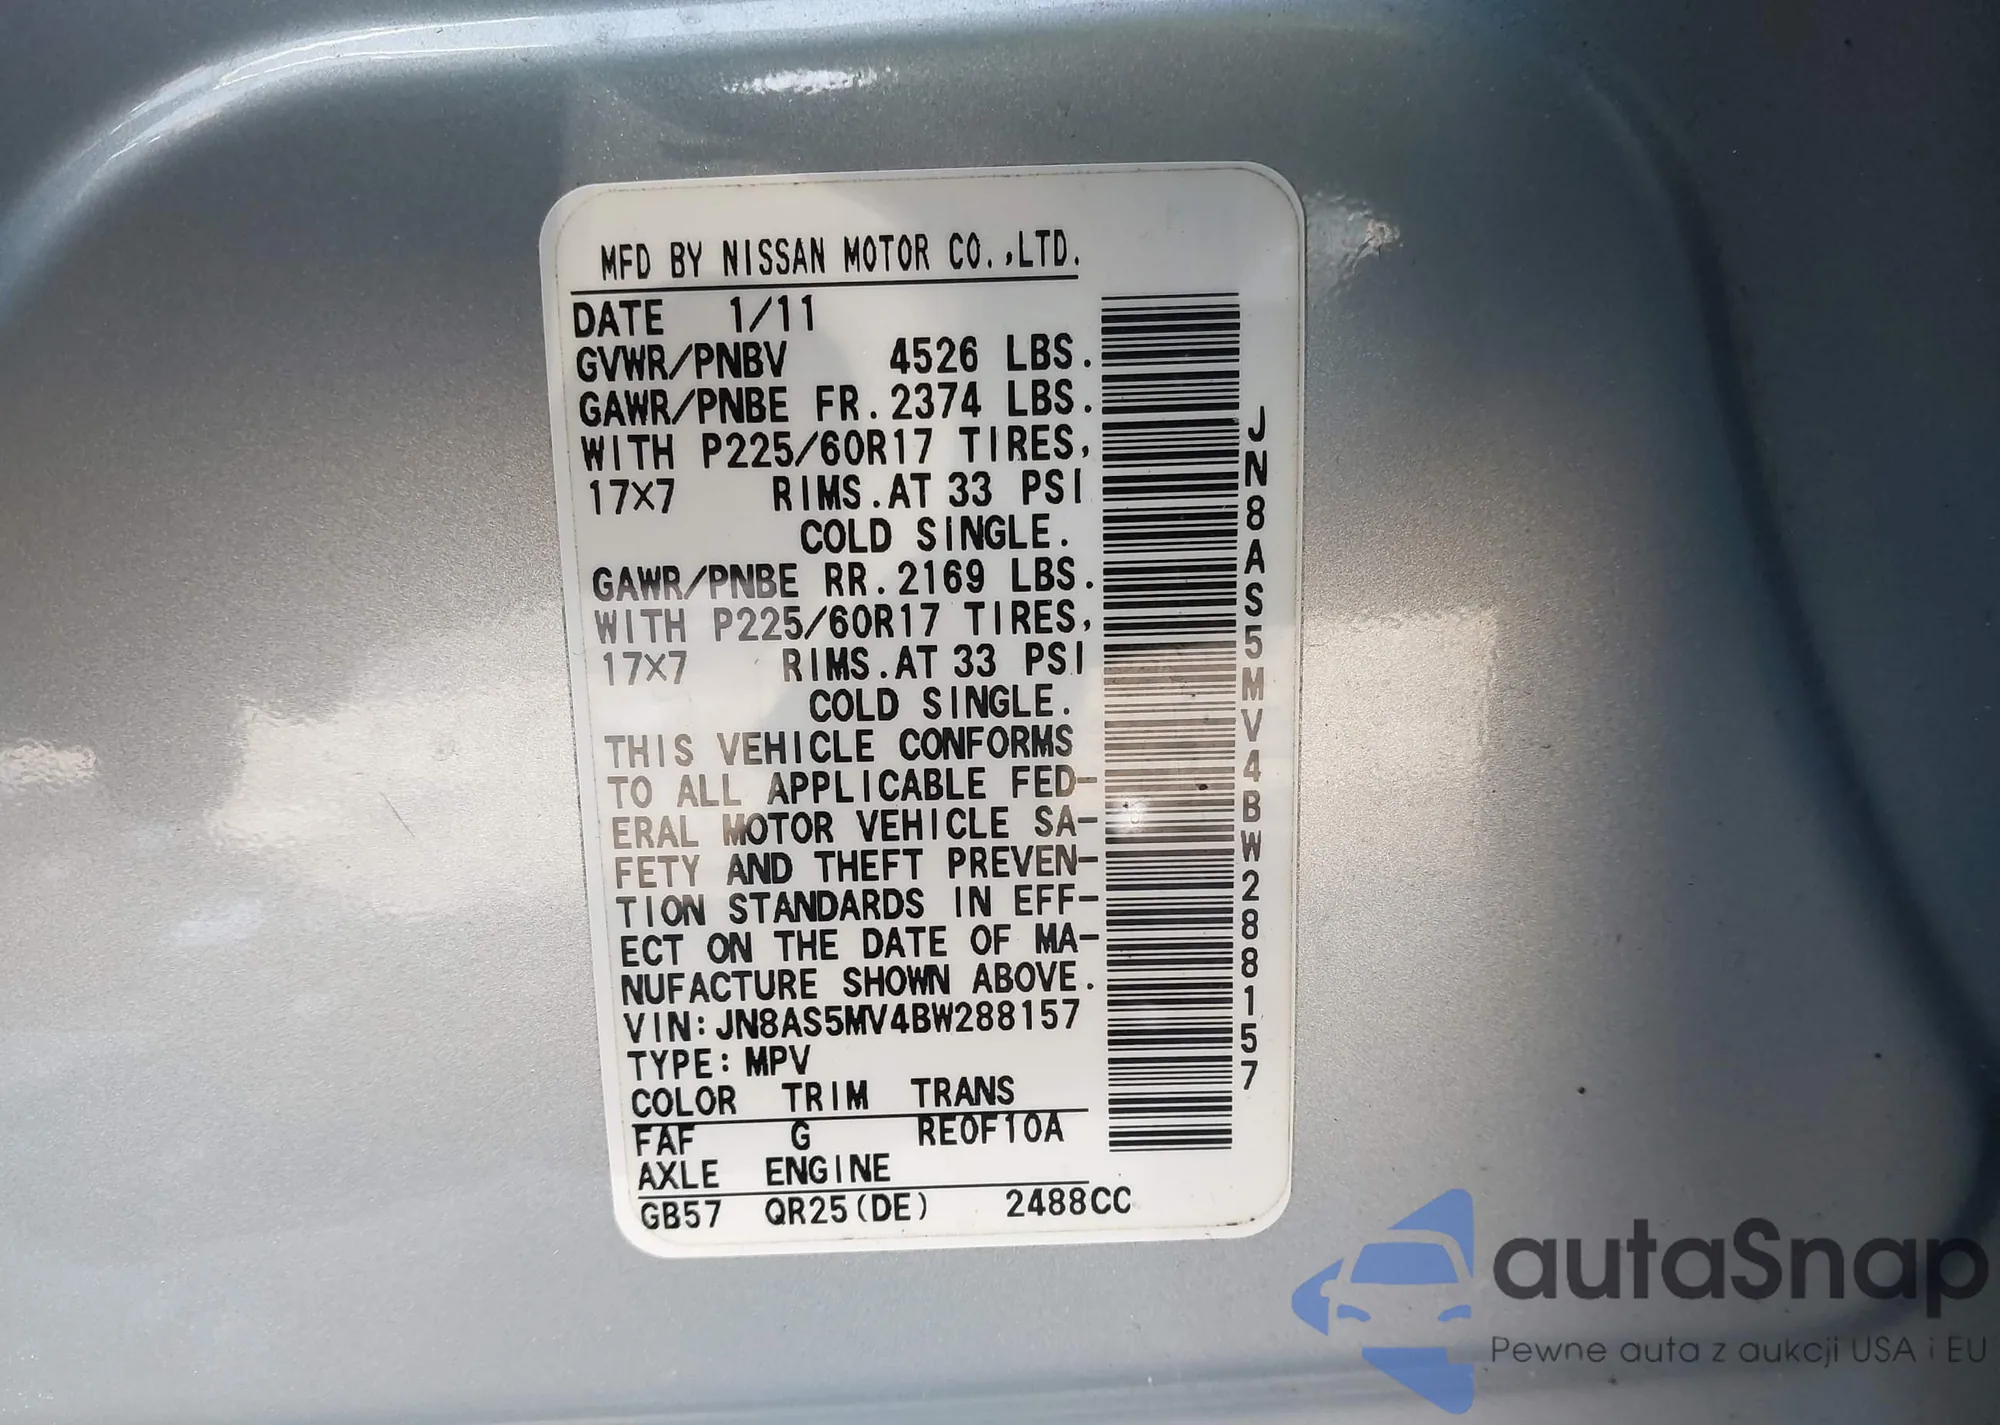 MFD BY NISSAN MOTOR CO.,LTD.
DATE 1/11
GVWR/PNBV 4526 LBS.
GAWR/PNBE FR.2374 LBS.
WITH P225/60R17 TIRES,
17X7 RIMS.AT 33 PSI
COLD SINGLE.
GAWR/PNBE RR.2169 LBS.
WITH P225/60R17 TIRES,
17X7 RIMS.AT 33 PSI
COLD SINGLE.
THIS VEHICLE CONFORMS
TO ALL APPLICABLE FED-
ERAL MOTOR VEHICLE SA-
FETY AND THEFT PREVEN-
TION STANDARDS IN EFF-
ECT ON THE DATE OF MA-
NUFACTURE SHOWN ABOVE.
VIN:JN8AS5MV4BW288157
TYPE:MPV
COLOR TRIM TRANS
FAF G RE0F10A
AXLE ENGINE
GB57 QR25(DE) 2488CC
JN8AS5MV4BW288157
autaSnap
Pewne auta z aukcji USA i EU